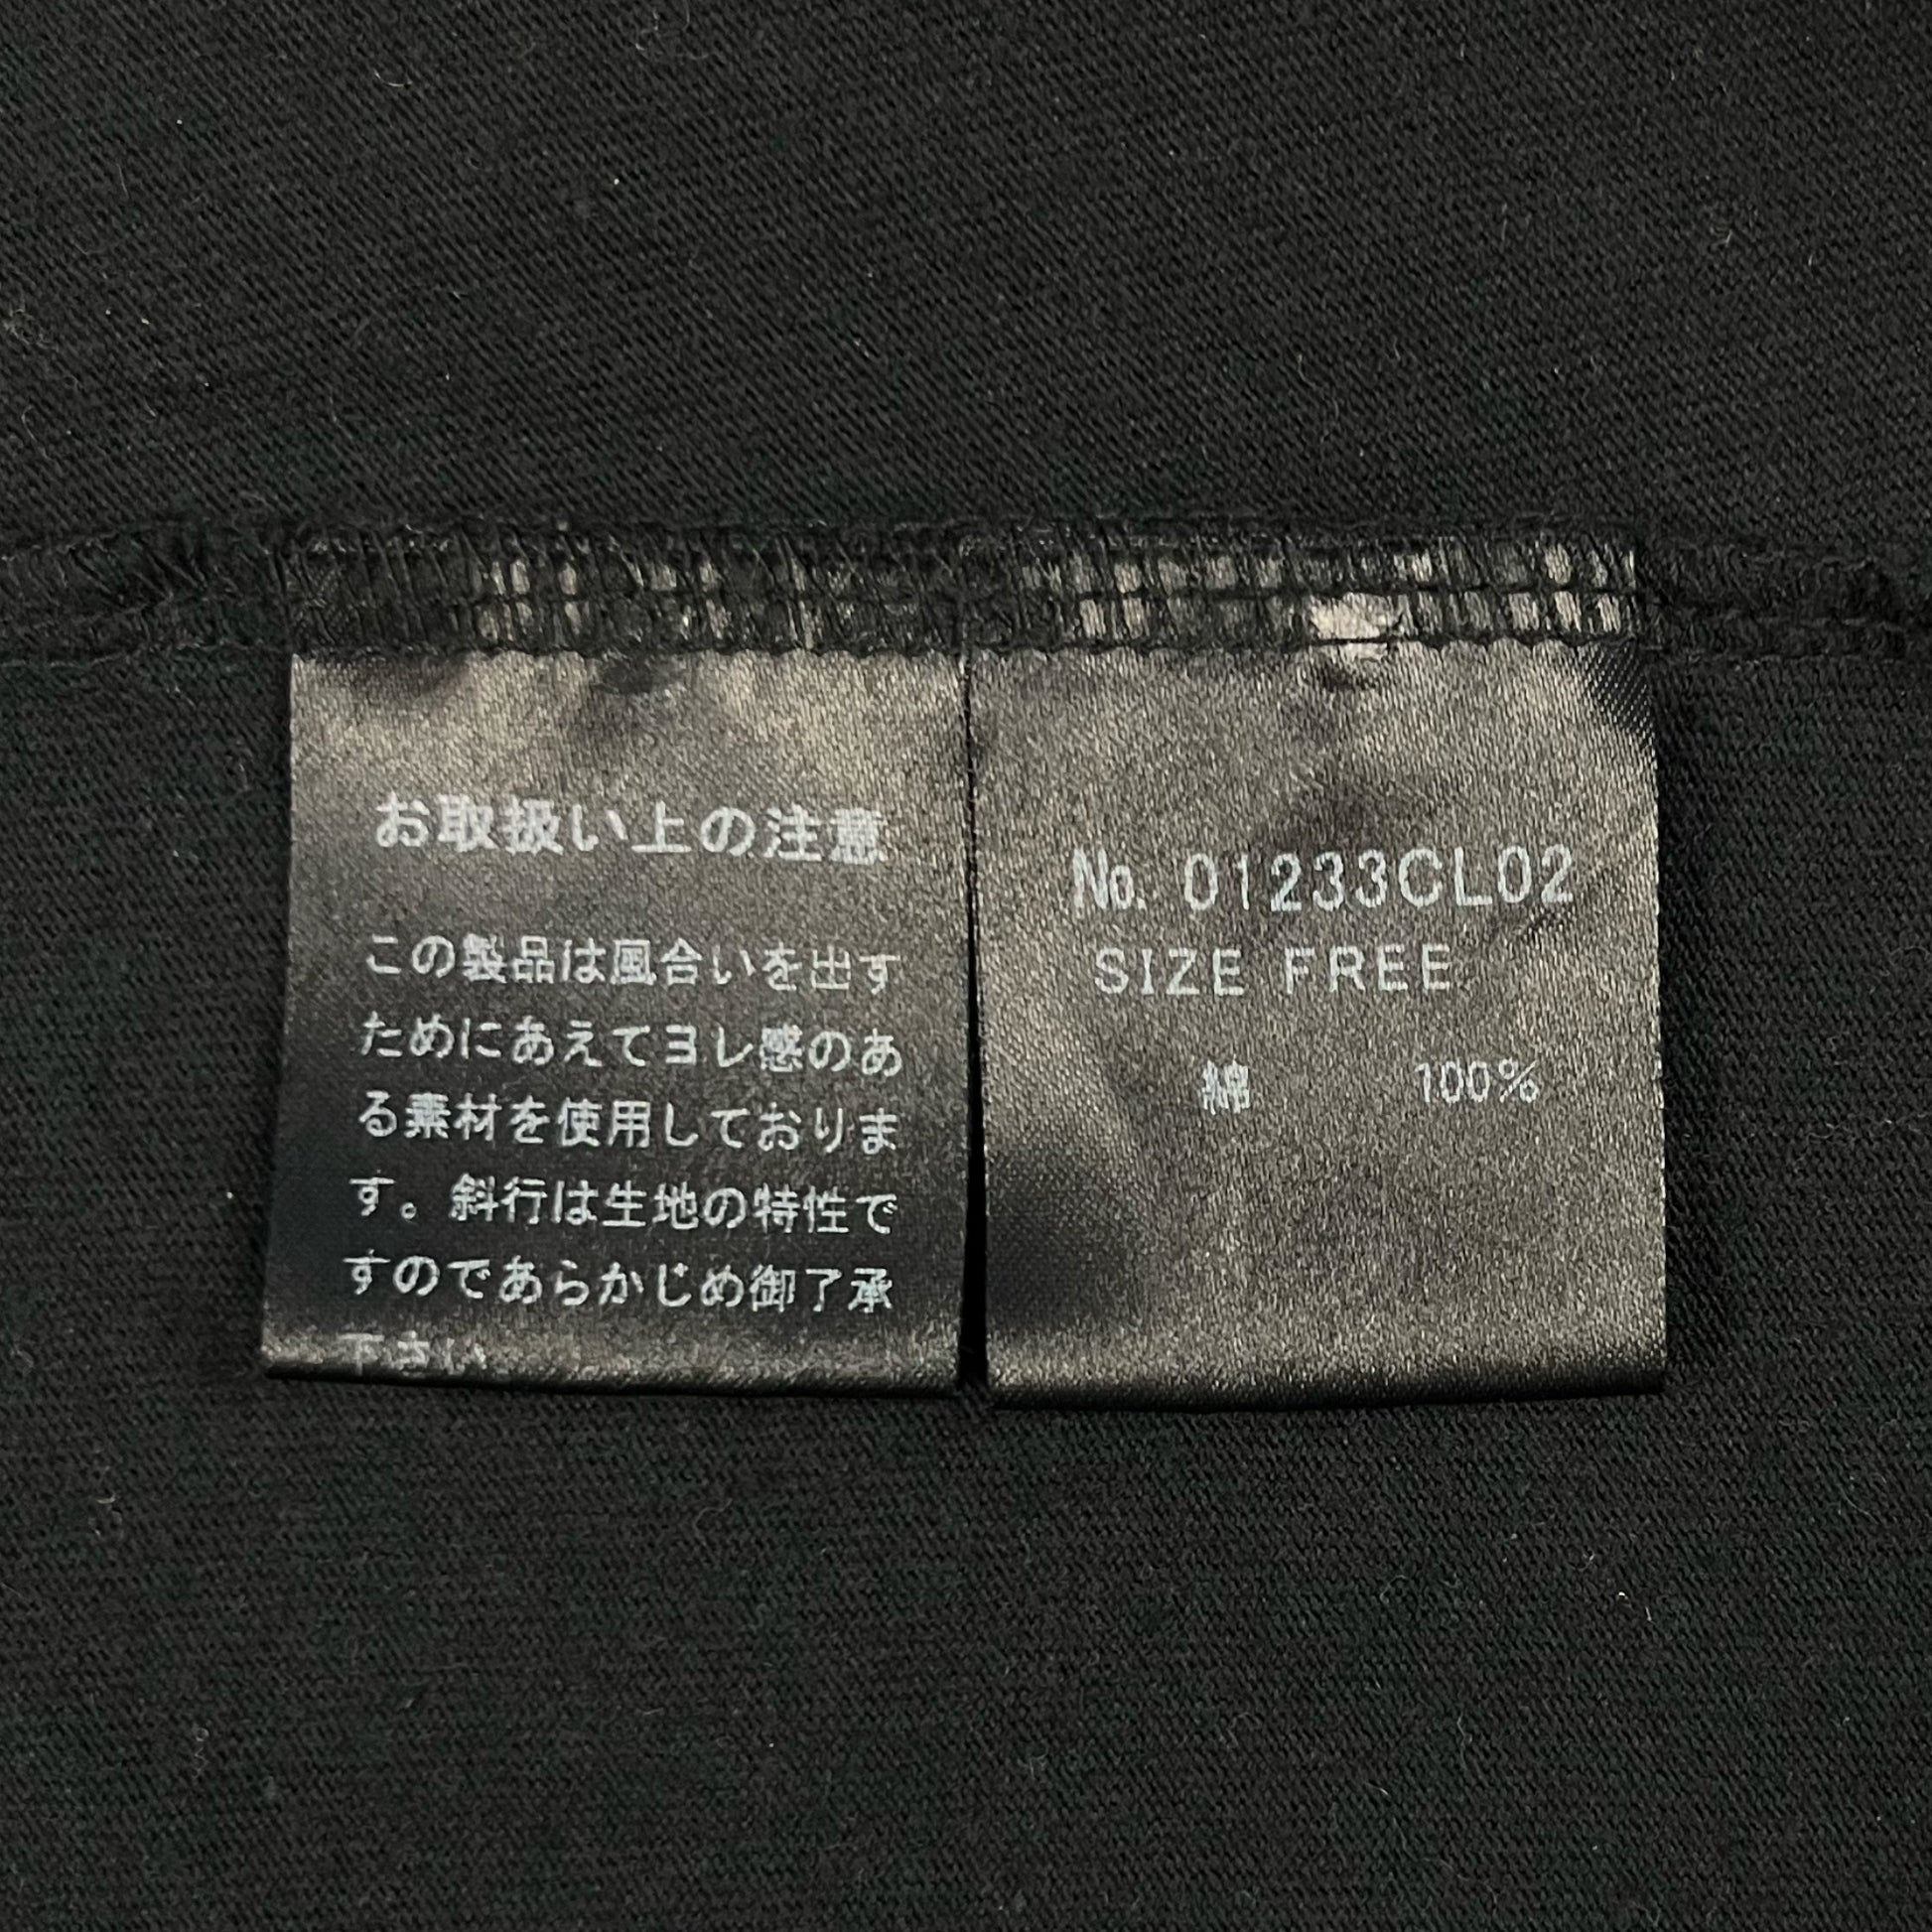 お取扱い上の注意
この製品は風合いを出す
ためにあえてヨレ感のあ
る素材を使用しておりま
す。斜行は生地の特性で
すのであらかじめ御了承
下さい
No. 01233CL02
SIZE FREE
綿 100%